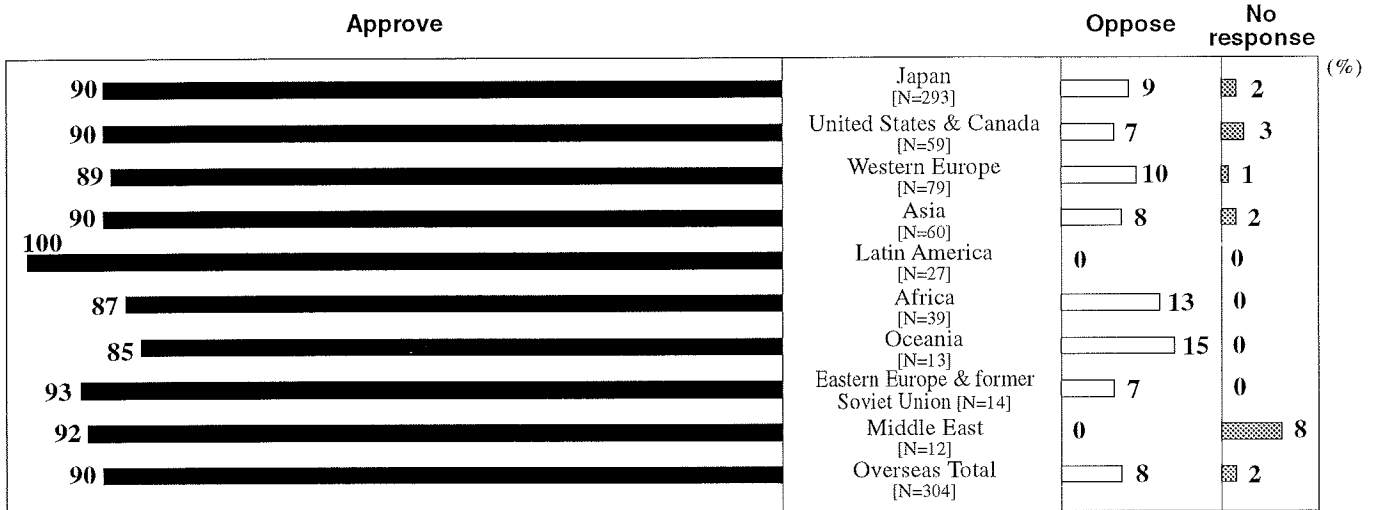 Approve Oppose No response
(%)
90 Japan 9 2
[N=293]
90 United States & Canada 7 3
[N=59]
89 Western Europe 10 1
[N=79]
90 Asia 8 2
[N=60]
100 Latin America 0 0
[N=27]
87 Africa 13 0
[N=39]
85 Oceania 15 0
[N=13]
93 Eastern Europe & former 7 0
Soviet Union [N=14]
92 Middle East 0 8
[N=12]
90 Overseas Total 8 2
[N=304]